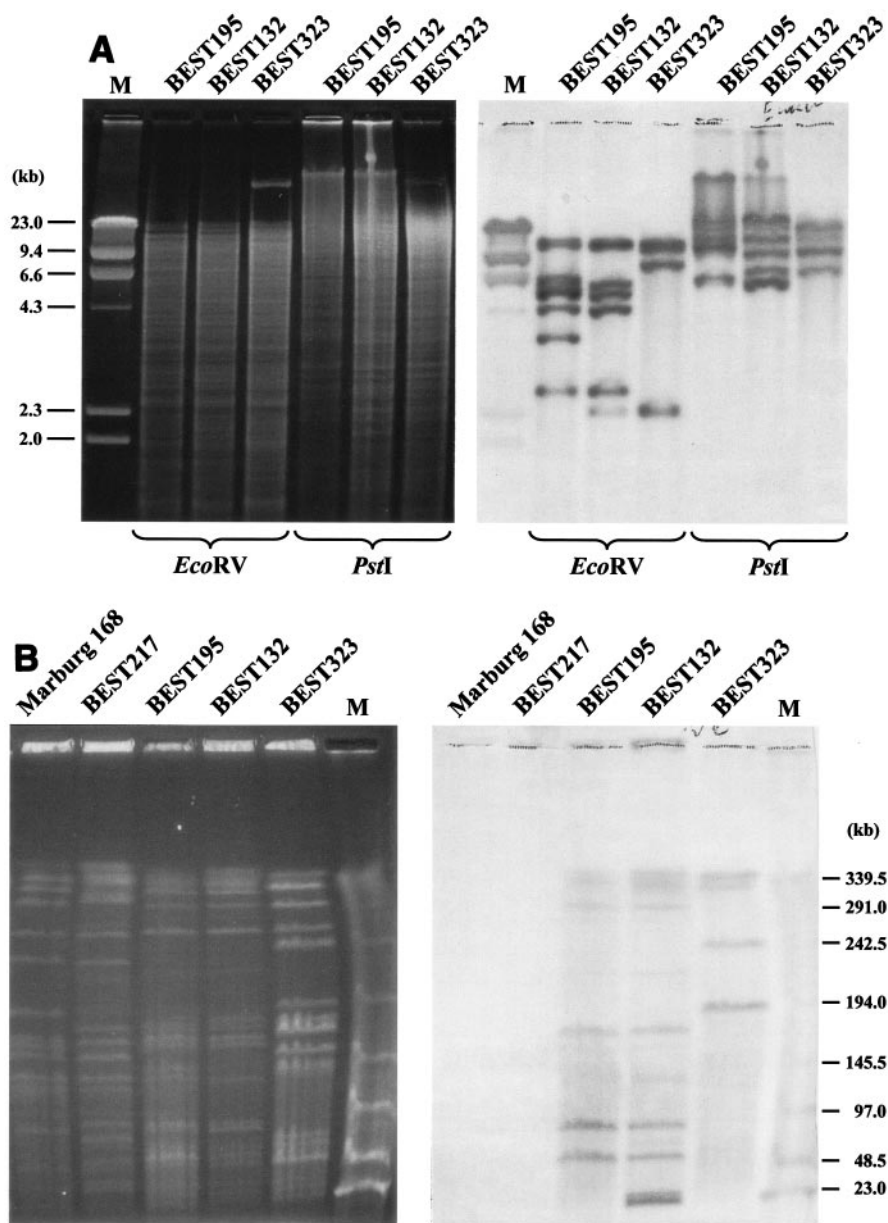 A
M BEST195 BEST132 BEST323 BEST195 BEST132 BEST323
M BEST195 BEST132 BEST323 BEST195 BEST132 BEST323
(kb)
23.0
9.4
6.6
4.3
2.3
2.0
EcoRV PstI
EcoRV PstI
B
Marburg 168 BEST217 BEST195 BEST132 BEST323 M
Marburg 168 BEST217 BEST195 BEST132 BEST323 M
(kb)
339.5
291.0
242.5
194.0
145.5
97.0
48.5
23.0